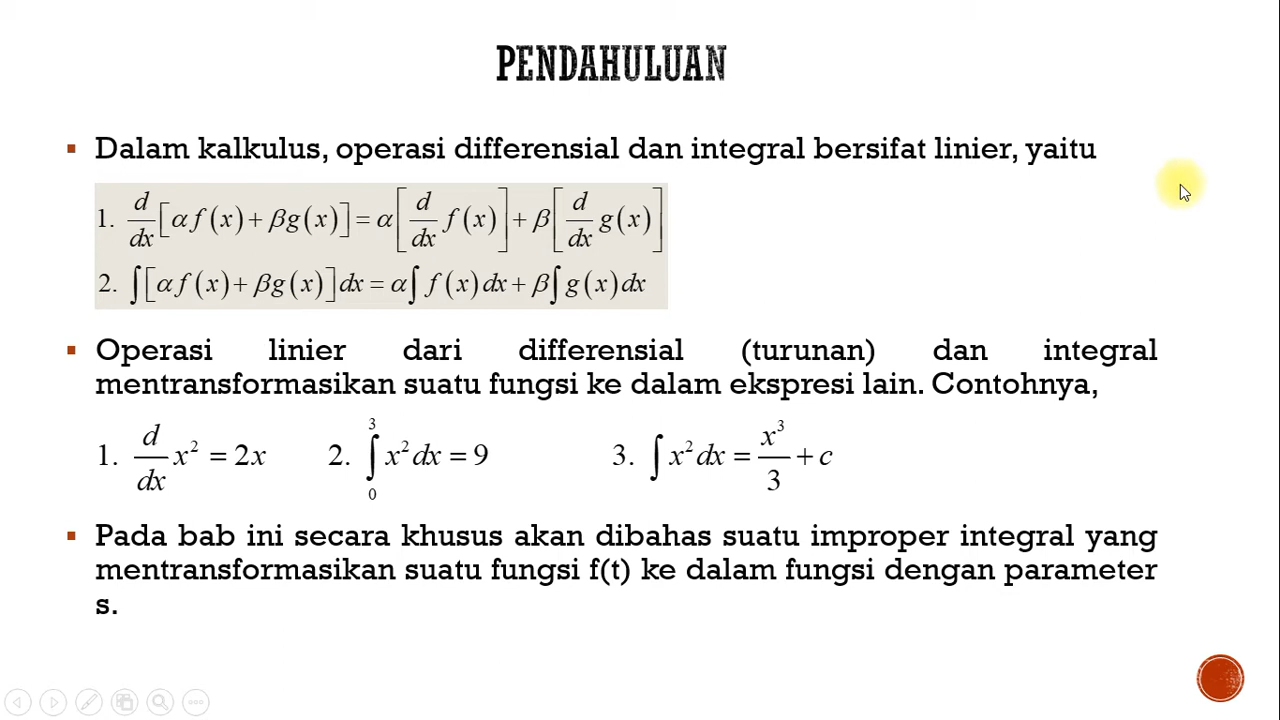 PENDAHULUAN
▪ Dalam kalkulus, operasi differensial dan integral bersifat linier, yaitu
1. d/dx [αf(x) + βg(x)] = α[d/dx f(x)] + β[d/dx g(x)]
2. ∫[αf(x) + βg(x)]dx = α∫f(x)dx + β∫g(x)dx
▪ Operasi linier dari differensial (turunan) dan integral
mentransformasikan suatu fungsi ke dalam ekspresi lain. Contohnya,
1. d/dx x² = 2x 2. ∫₀³ x²dx = 9 3. ∫x²dx = x³/3 + c
▪ Pada bab ini secara khusus akan dibahas suatu improper integral yang
mentransformasikan suatu fungsi f(t) ke dalam fungsi dengan parameter
s.